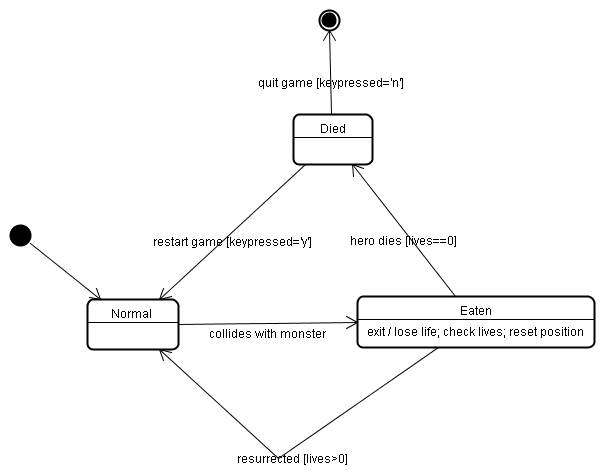 quit game [keypressed='n']
Died
restart game [keypressed='y']
hero dies [lives==0]
Normal
Eaten
exit / lose life; check lives; reset position
collides with monster
resurrected [lives>0]